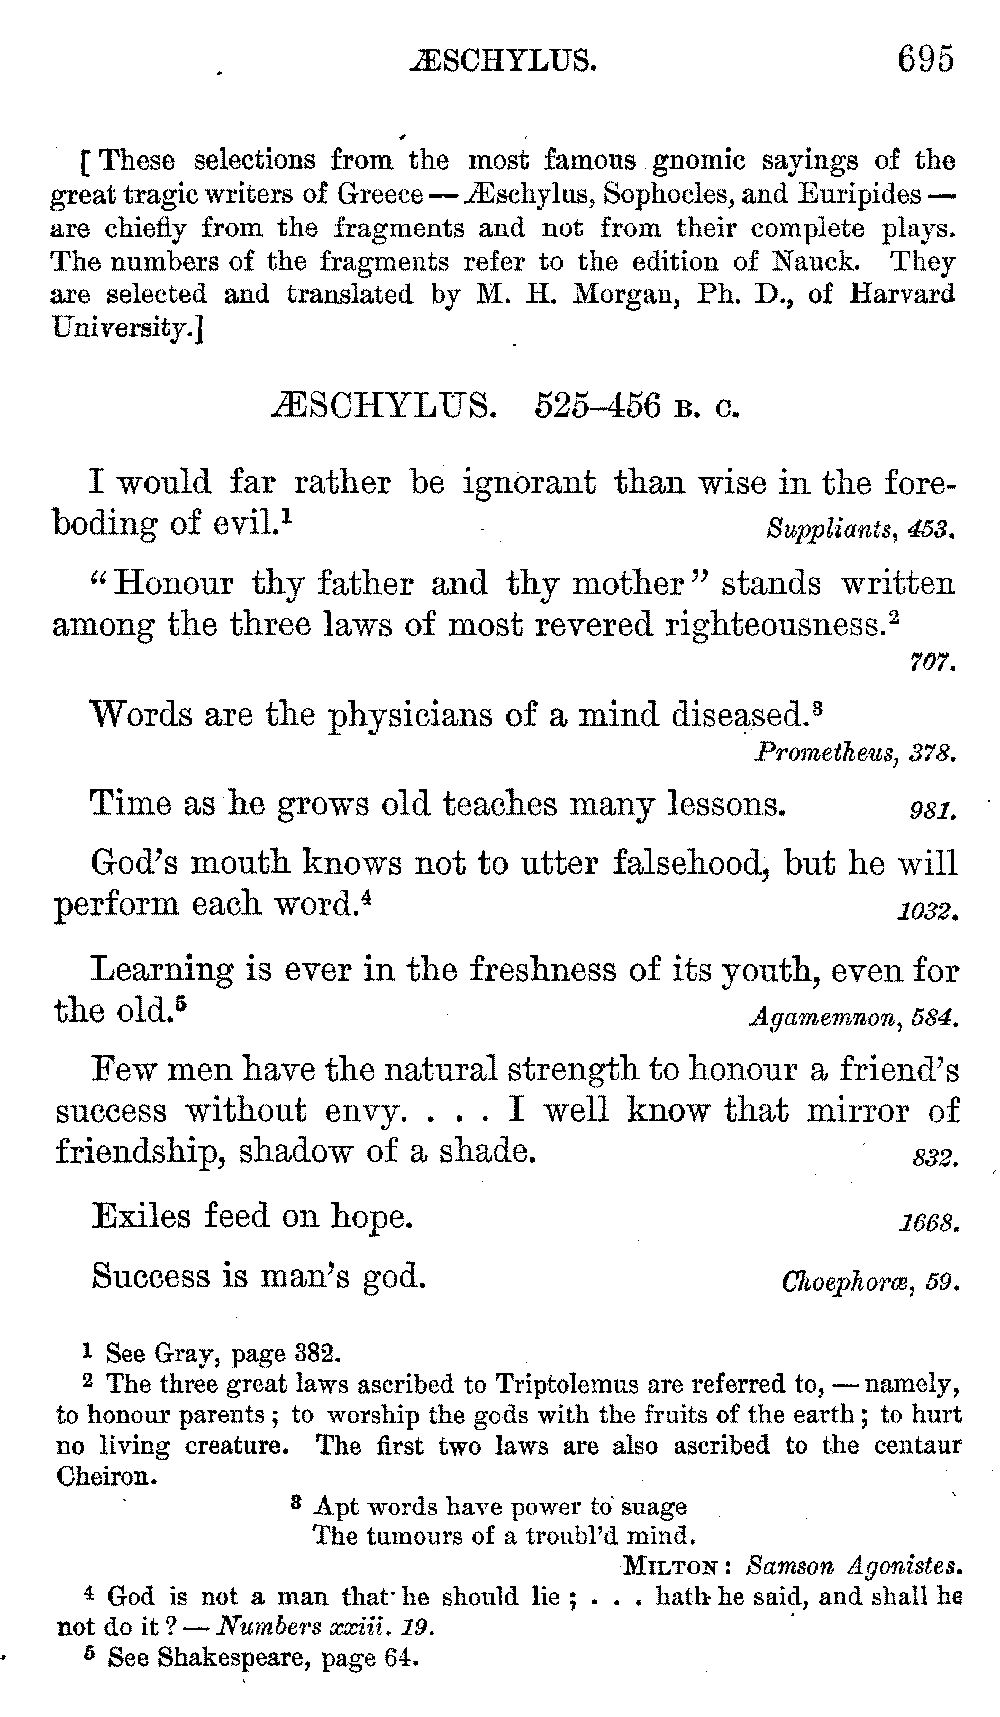 ÆSCHYLUS. 695
[These selections from the most famous gnomic sayings of the
great tragic writers of Greece — Æschylus, Sophocles, and Euripides —
are chiefly from the fragments and not from their complete plays.
The numbers of the fragments refer to the edition of Nauck. They
are selected and translated by M. H. Morgan, Ph. D., of Harvard
University.]
ÆSCHYLUS. 525–456 B. C.
I would far rather be ignorant than wise in the fore-
boding of evil.¹ Suppliants, 453.
“Honour thy father and thy mother” stands written
among the three laws of most revered righteousness.²
707.
Words are the physicians of a mind diseased.³
Prometheus, 378.
Time as he grows old teaches many lessons. 981.
God’s mouth knows not to utter falsehood, but he will
perform each word.⁴ 1032.
Learning is ever in the freshness of its youth, even for
the old.⁵ Agamemnon, 584.
Few men have the natural strength to honour a friend’s
success without envy. . . . I well know that mirror of
friendship, shadow of a shade. 832.
Exiles feed on hope. 1668.
Success is man’s god. Choephoræ, 59.
¹ See Gray, page 382.
² The three great laws ascribed to Triptolemus are referred to, — namely,
to honour parents; to worship the gods with the fruits of the earth; to hurt
no living creature. The first two laws are also ascribed to the centaur
Cheiron.
³ Apt words have power to suage
The tumours of a troubl’d mind.
MILTON: Samson Agonistes.
⁴ God is not a man that he should lie; . . . hath he said, and shall he
not do it? — Numbers xxiii. 19.
⁵ See Shakespeare, page 64.